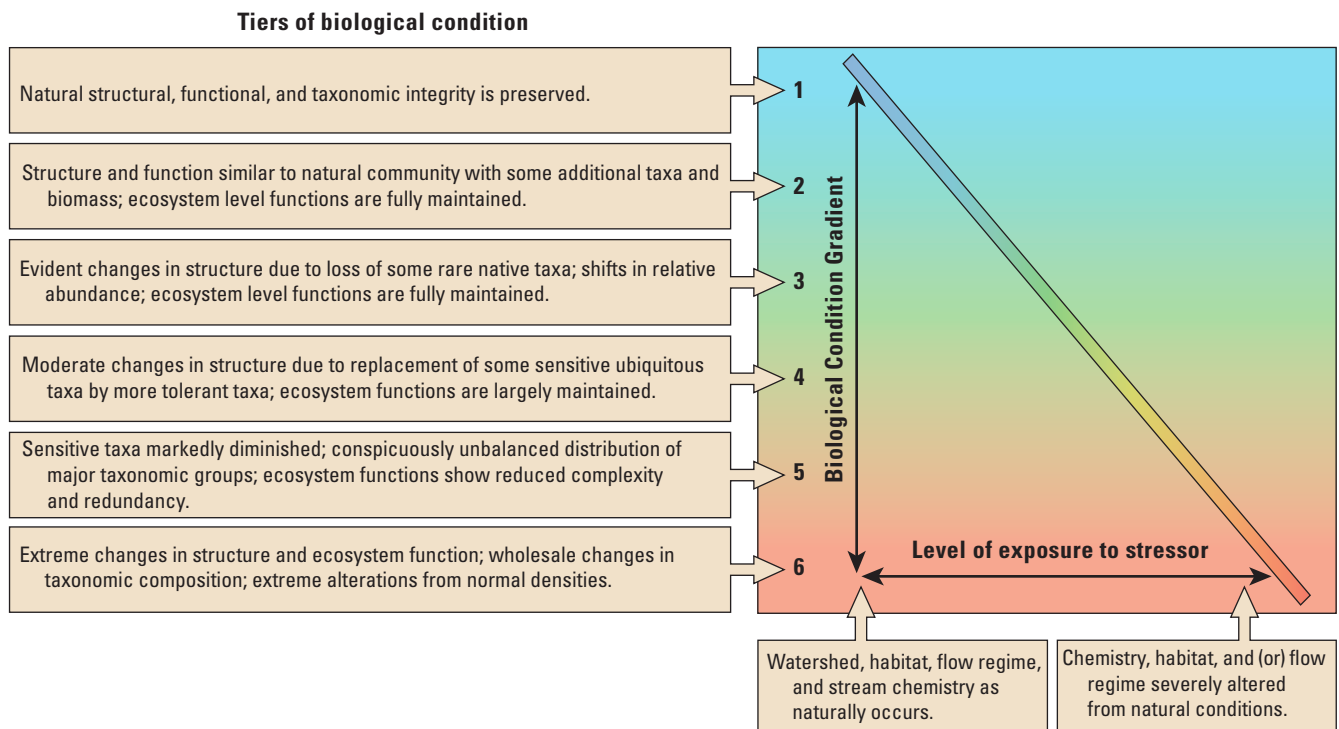 Tiers of biological condition
Natural structural, functional, and taxonomic integrity is preserved.
Structure and function similar to natural community with some additional taxa and
biomass; ecosystem level functions are fully maintained.
Evident changes in structure due to loss of some rare native taxa; shifts in relative
abundance; ecosystem level functions are fully maintained.
Moderate changes in structure due to replacement of some sensitive ubiquitous
taxa by more tolerant taxa; ecosystem functions are largely maintained.
Sensitive taxa markedly diminished; conspicuously unbalanced distribution of
major taxonomic groups; ecosystem functions show reduced complexity
and redundancy.
Extreme changes in structure and ecosystem function; wholesale changes in
taxonomic composition; extreme alterations from normal densities.
1
2
3
4
5
6
Biological Condition Gradient
Level of exposure to stressor
Watershed, habitat, flow regime,
and stream chemistry as
naturally occurs.
Chemistry, habitat, and (or) flow
regime severely altered
from natural conditions.